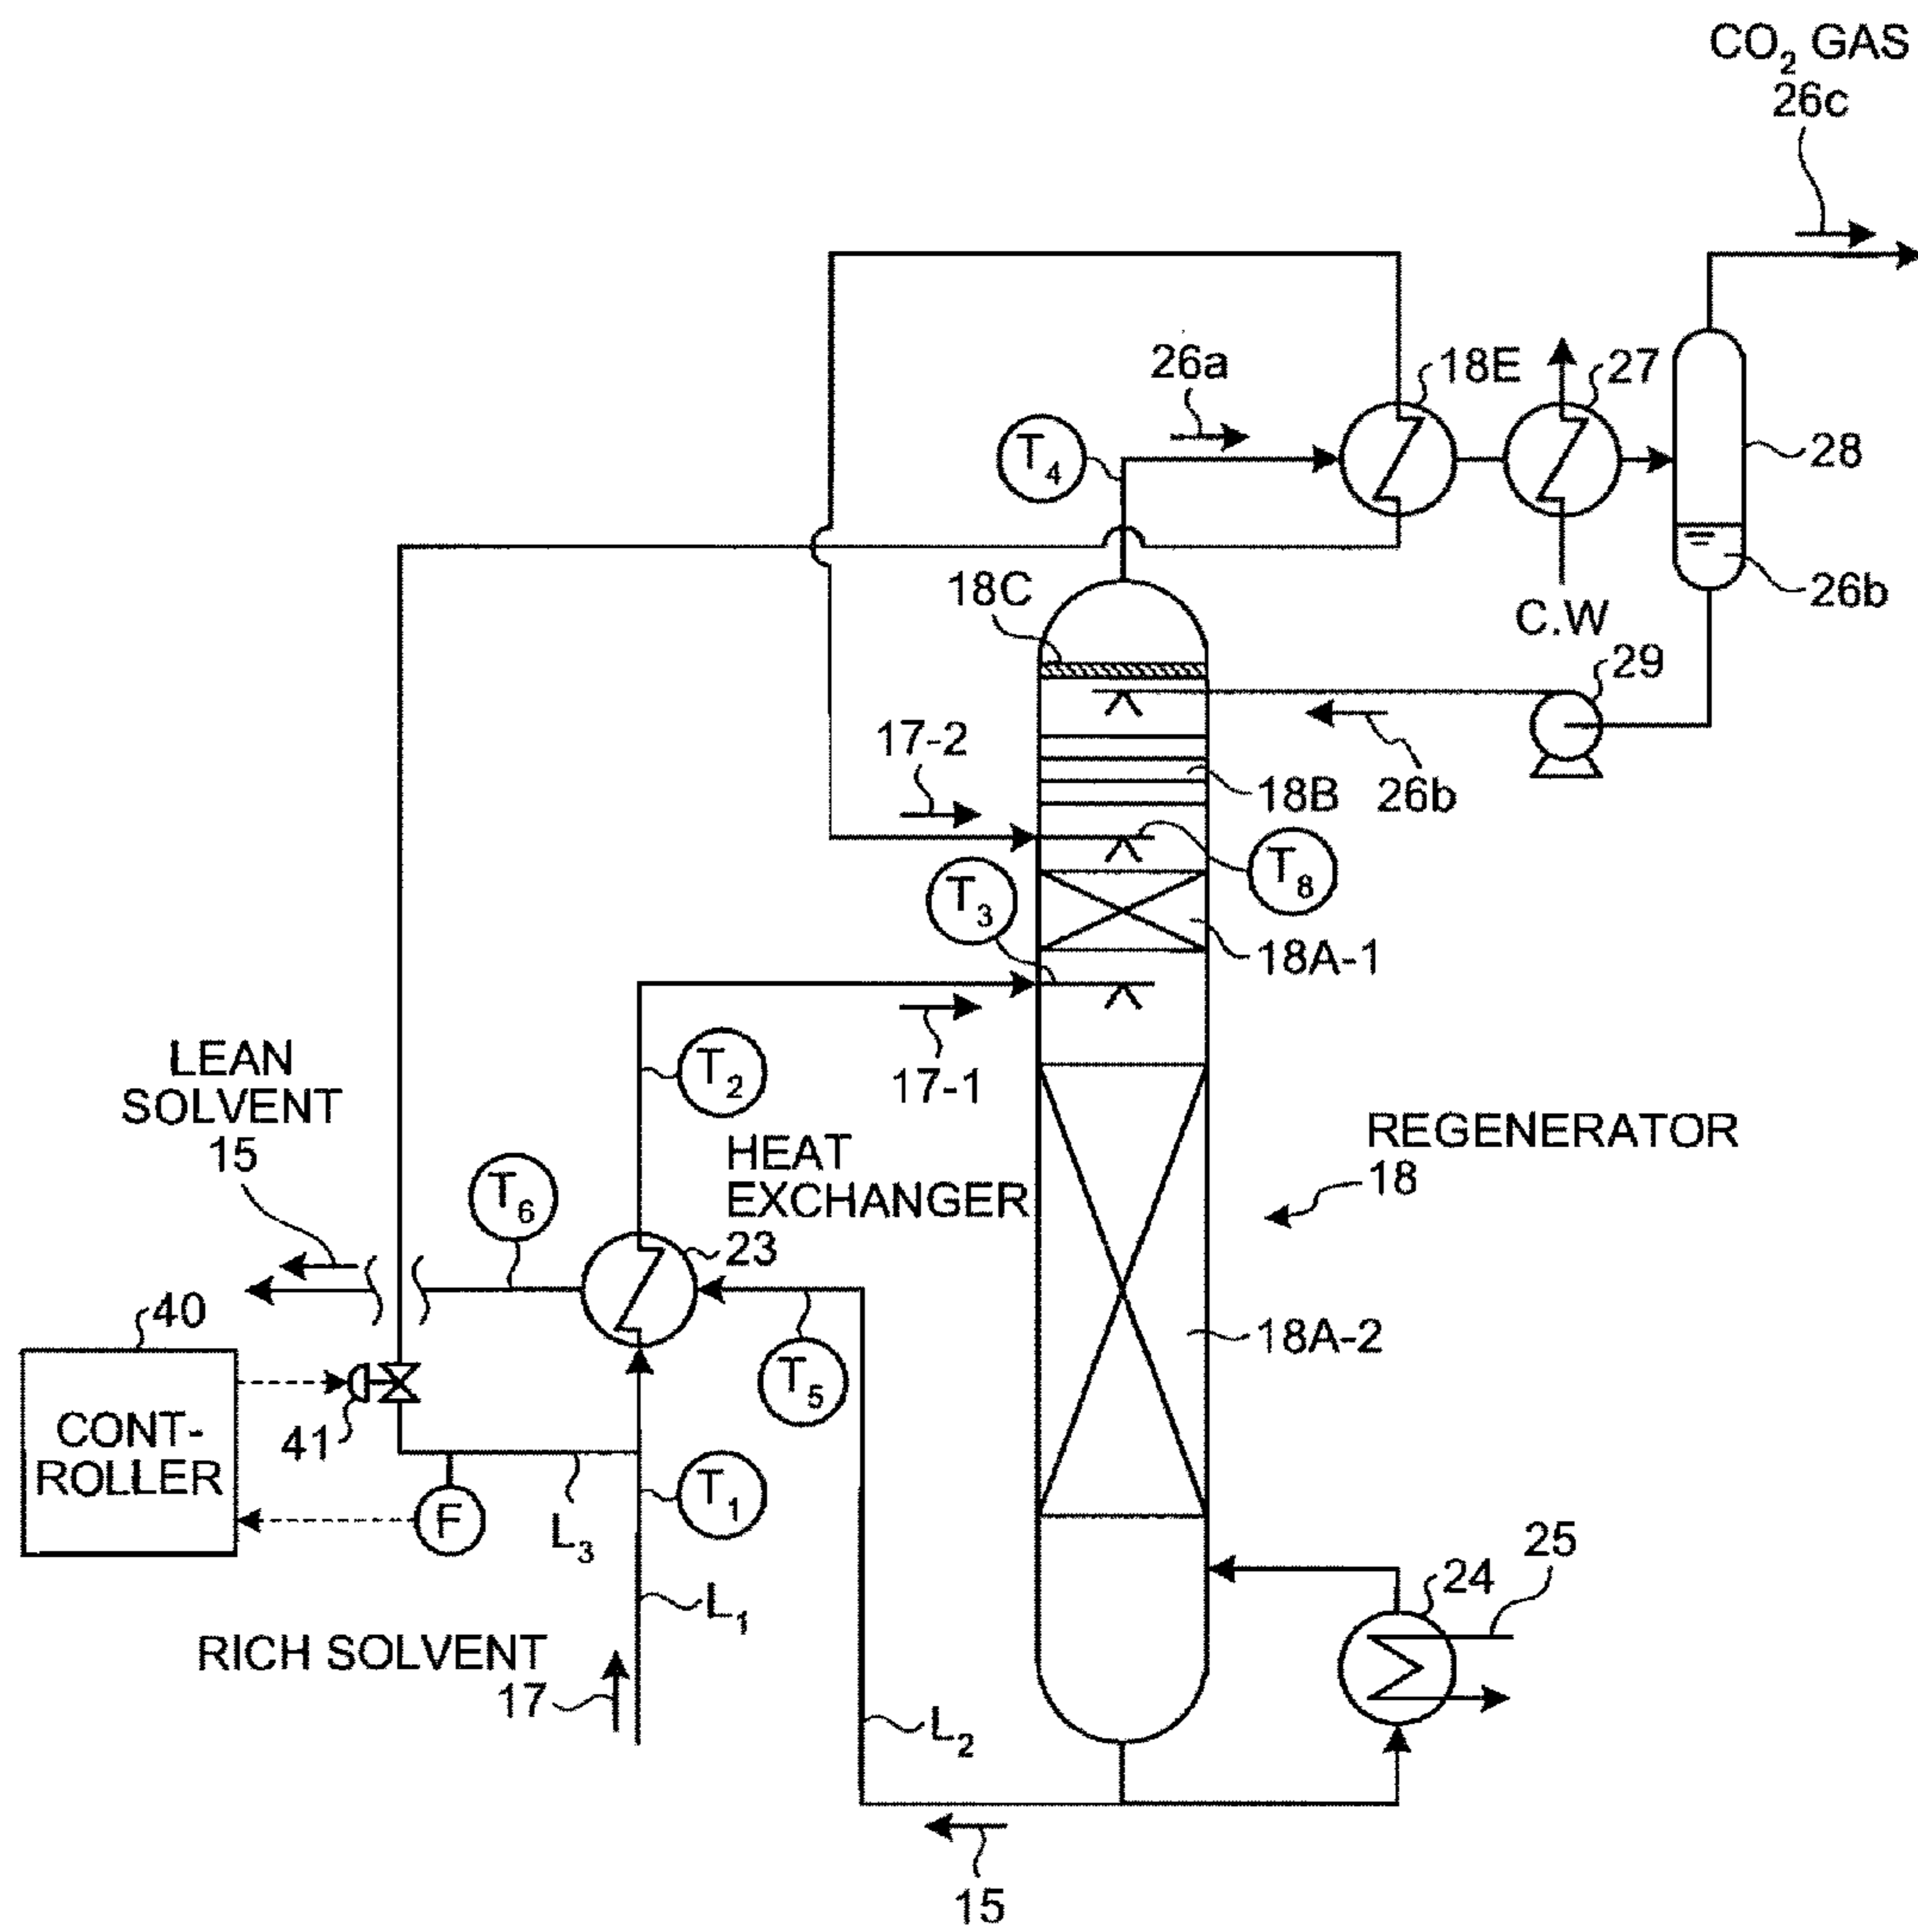 CO₂ GAS
26c
26a
18E
27
T₄
28
18C
26b
C.W
29
17-2
18B
26b
T₃
T₈
18A-1
17-1
LEAN
SOLVENT
15
T₂
HEAT
EXCHANGER
23
REGENERATOR
18
T₆
40
18A-2
T₅
CONT-
ROLLER
41
T₁
F
L₃
25
24
L₁
RICH SOLVENT
17
L₂
15